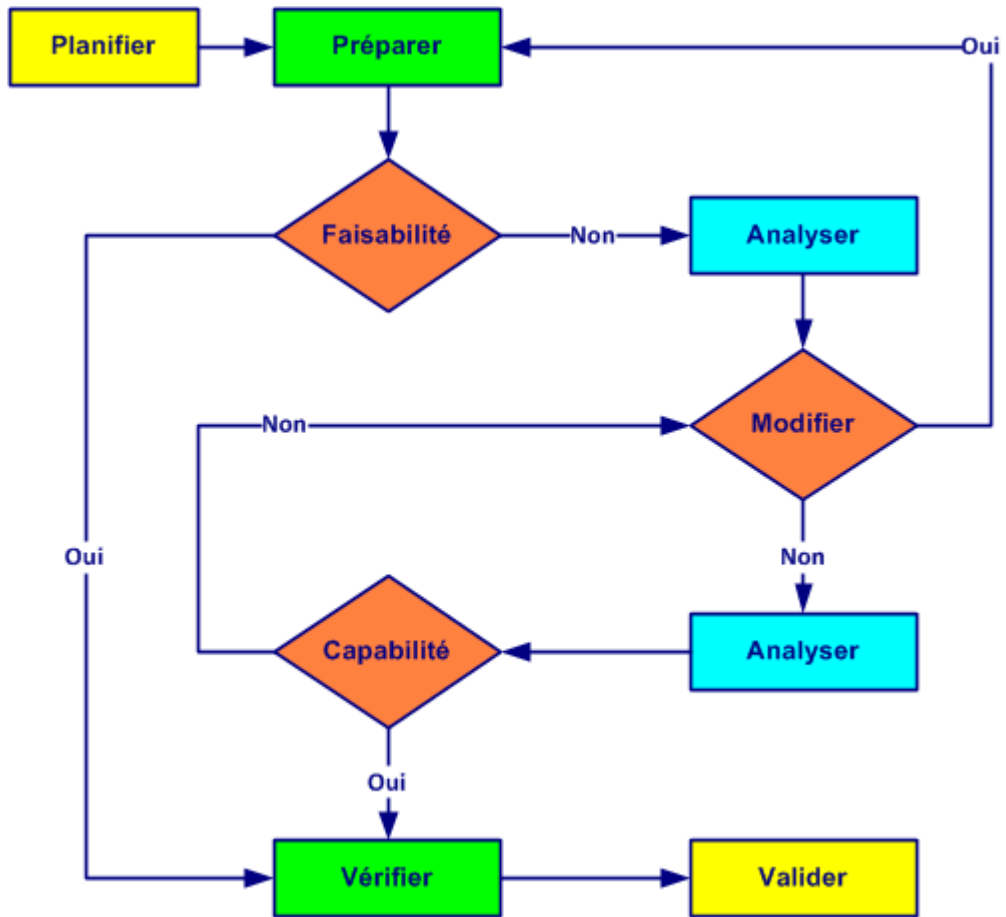 Planifier
Préparer
Oui
Faisabilité
Non
Analyser
Non
Modifier
Oui
Non
Capabilité
Analyser
Oui
Vérifier
Valider